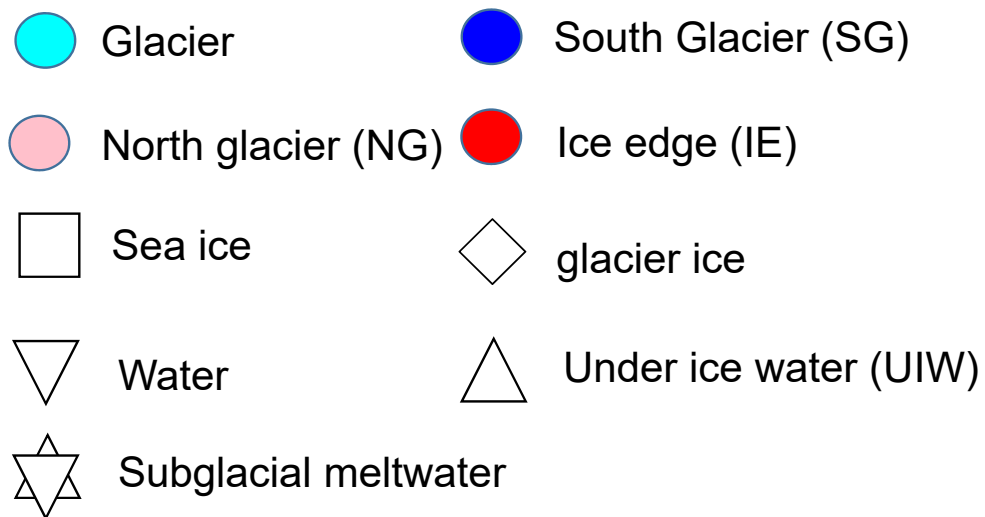 Glacier
South Glacier (SG)
North glacier (NG)
Ice edge (IE)
Sea ice
glacier ice
Water
Under ice water (UIW)
Subglacial meltwater